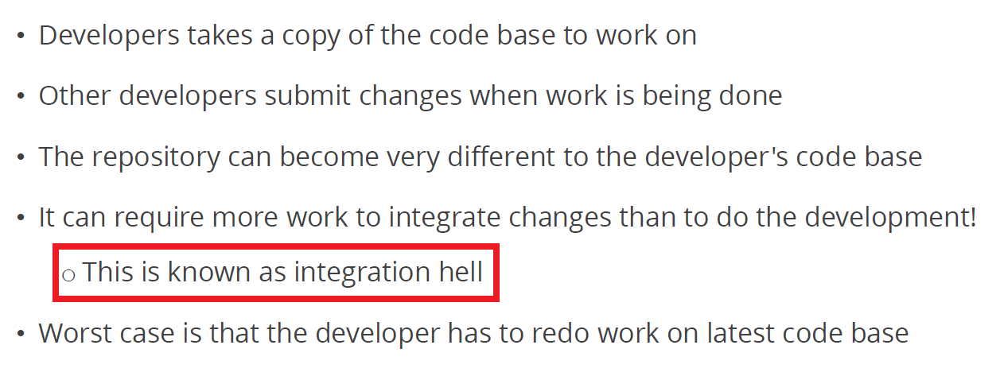 • Developers takes a copy of the code base to work on
• Other developers submit changes when work is being done
• The repository can become very different to the developer's code base
• It can require more work to integrate changes than to do the development!
○ This is known as integration hell
• Worst case is that the developer has to redo work on latest code base